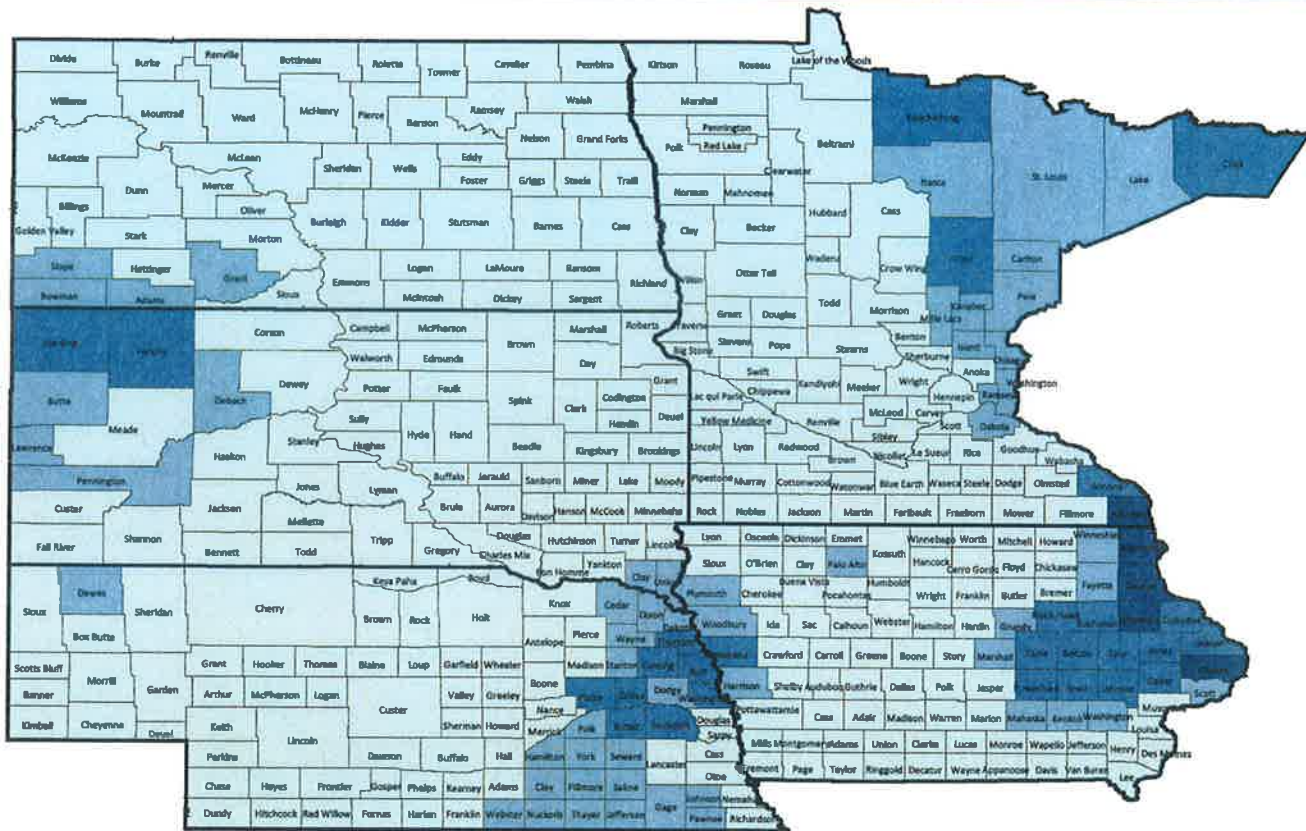 Divide Burke Renville Bottineau Rolette Towner Cavalier Pembina Kittson Roseau Lake of the Woods
Williams Mountrail Ward McHenry Pierce Benson Ramsey Walsh Marshall Koochiching Cook
McKenzie McLean Sheridan Wells Eddy Foster Nelson Grand Forks Griggs Steele Traill Polk Pennington Red Lake Clearwater Beltrami Itasca St. Louis Lake
Dunn Mercer Oliver Billings Golden Valley Stark Morton Burleigh Kidder Stutsman Barnes Cass Norman Mahnomen Clay Becker Hubbard Cass
Slope Hettinger Grant Sioux Bowman Adams Emmons Logan LaMoure Ransom Richland McIntosh Dickey Sargent Otter Tail Wadena Crow Wing Carlton Pine Todd Morrison Mille Lacs Kanabec
Harding Perkins Corson Campbell McPherson Brown Marshall Roberts Traverse Grant Douglas Stevens Pope Stearns Benton Sherburne Isanti Chisago
Walworth Edmunds Day Big Stone Swift Kandiyohi Meeker Wright Anoka Washington Hennepin Ramsey
Butte Meade Ziebach Dewey Potter Faulk Spink Clark Codington Grant Hamlin Deuel Lac qui Parle Chippewa Yellow Medicine Renville McLeod Carver Scott Dakota Sibley
Lawrence Haakon Stanley Sully Hughes Hyde Hand Beadle Kingsbury Brookings Lincoln Lyon Redwood Brown Nicollet Le Sueur Rice Goodhue Wabasha
Pennington Jones Lyman Buffalo Jerauld Sanborn Miner Lake Moody Pipestone Murray Cottonwood Watonwan Blue Earth Waseca Steele Dodge Olmsted Winona
Custer Jackson Mellette Brule Aurora Davison Hanson McCook Minnehaha Rock Nobles Jackson Martin Faribault Freeborn Mower Fillmore
Fall River Shannon Bennett Todd Tripp Gregory Charles Mix Douglas Hutchinson Turner Lincoln Bon Homme Yankton Clay Union
Lyon Osceola Dickinson Emmet Kossuth Winnebago Worth Mitchell Howard Winneshiek
Sioux O'Brien Clay Palo Alto Hancock Cerro Gordo Floyd Chickasaw
Plymouth Cherokee Buena Vista Pocahontas Humboldt Wright Franklin Butler Bremer Fayette
Woodbury Ida Sac Calhoun Webster Hamilton Hardin Grundy
Crawford Carroll Greene Boone Story Marshall Tama Benton Linn Jones
Harrison Shelby Audubon Guthrie Dallas Polk Jasper Cedar Scott
Pottawattamie Cass Adair Madison Warren Marion Mahaska Keokuk Washington Louisa
Mills Montgomery Adams Union Clarke Lucas Monroe Wapello Jefferson Henry Des Moines
Fremont Page Taylor Ringgold Decatur Wayne Appanoose Davis Van Buren Lee
Sioux Dawes Sheridan Cherry Keya Paha Boyd Brown Rock Holt Knox Cedar Dixon
Box Butte Antelope Pierce Wayne
Scotts Bluff Morrill Garden Grant Hooker Thomas Blaine Loup Garfield Wheeler Madison Stanton Cuming
Banner Arthur McPherson Logan Custer Valley Greeley Boone Nance Platte Dodge
Kimball Cheyenne Deuel Keith Lincoln Sherman Howard Merrick Polk Butler Douglas Sarpy
Perkins Dawson Buffalo Hall Hamilton York Seward Lancaster Cass Otoe
Chase Hayes Frontier Gosper Phelps Kearney Adams Clay Fillmore Saline Gage Johnson Nemaha
Dundy Hitchcock Red Willow Furnas Harlan Franklin Webster Nuckolls Thayer Jefferson Pawnee Richardson